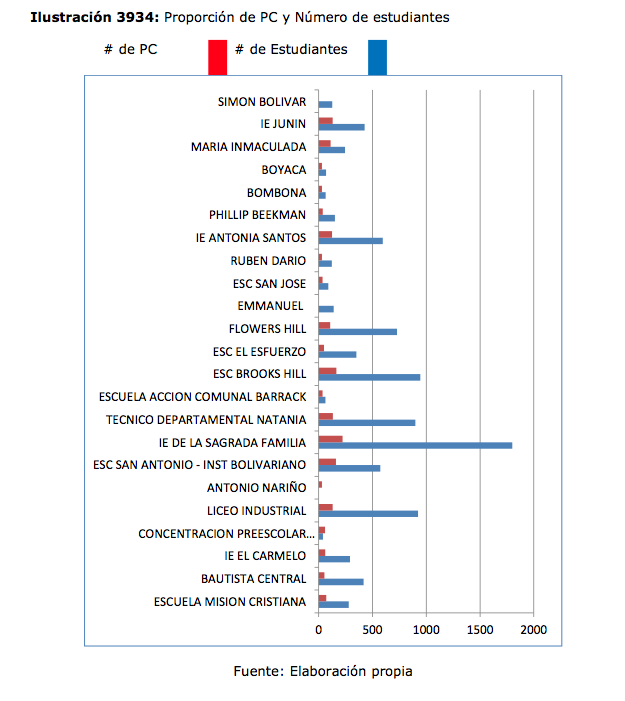 Ilustración 3934: Proporción de PC y Número de estudiantes
# de PC # de Estudiantes
SIMON BOLIVAR
IE JUNIN
MARIA INMACULADA
BOYACA
BOMBONA
PHILLIP BEEKMAN
IE ANTONIA SANTOS
RUBEN DARIO
ESC SAN JOSE
EMMANUEL
FLOWERS HILL
ESC EL ESFUERZO
ESC BROOKS HILL
ESCUELA ACCION COMUNAL BARRACK
TECNICO DEPARTAMENTAL NATANIA
IE DE LA SAGRADA FAMILIA
ESC SAN ANTONIO - INST BOLIVARIANO
ANTONIO NARIÑO
LICEO INDUSTRIAL
CONCENTRACION PREESCOLAR...
IE EL CARMELO
BAUTISTA CENTRAL
ESCUELA MISION CRISTIANA
0 500 1000 1500 2000
Fuente: Elaboración propia